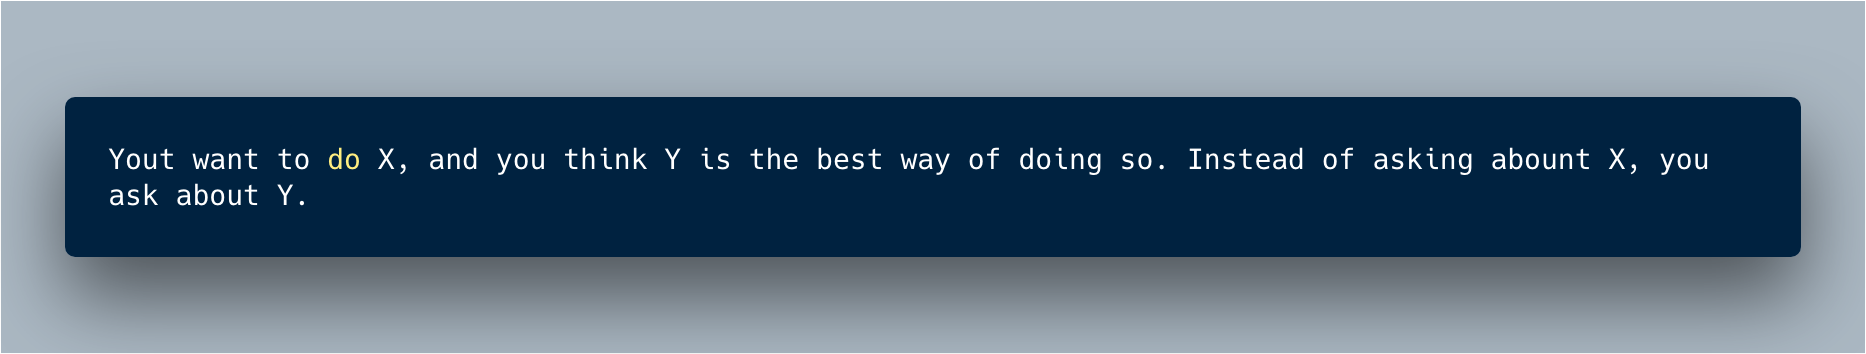 Yout want to do X, and you think Y is the best way of doing so. Instead of asking abount X, you
ask about Y.